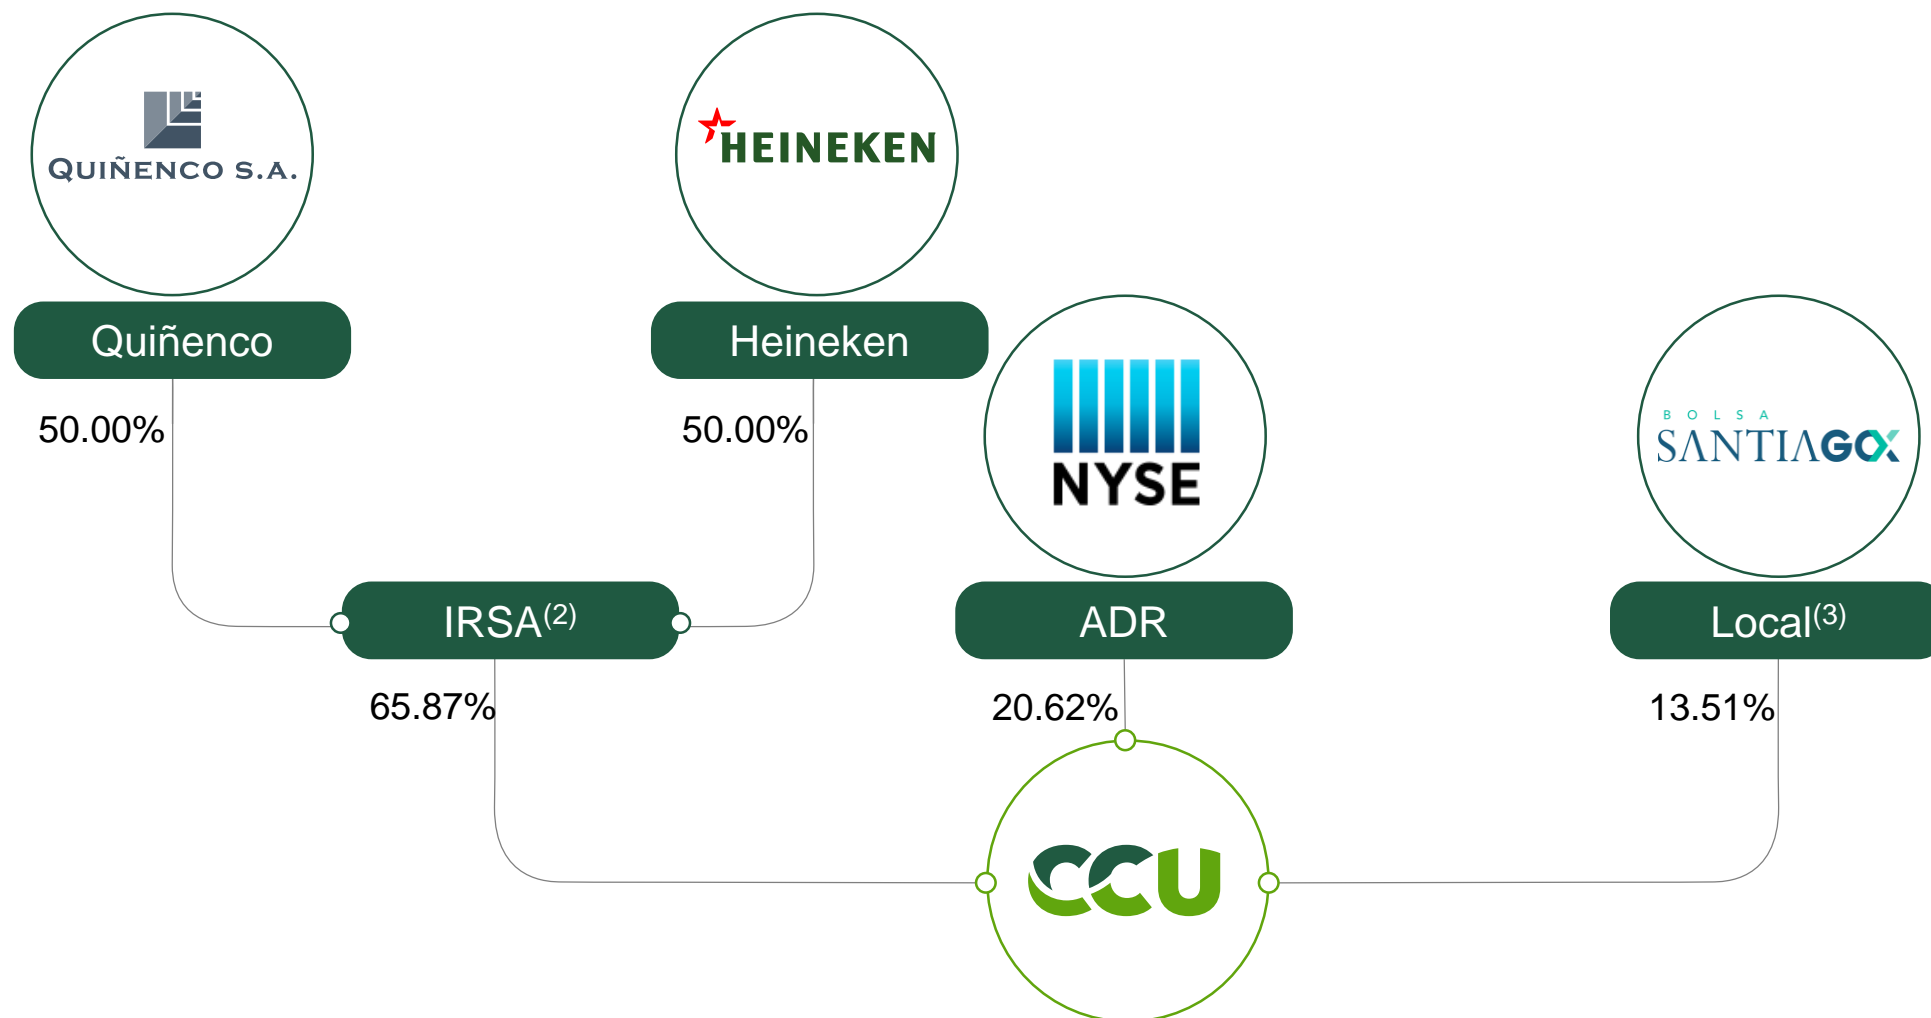 QUIÑENCO S.A.
HEINEKEN
Quiñenco
Heineken
50.00%
50.00%
NYSE
BOLSA
SANTIAGO
IRSA(2)
ADR
Local(3)
65.87%
20.62%
13.51%
CCU